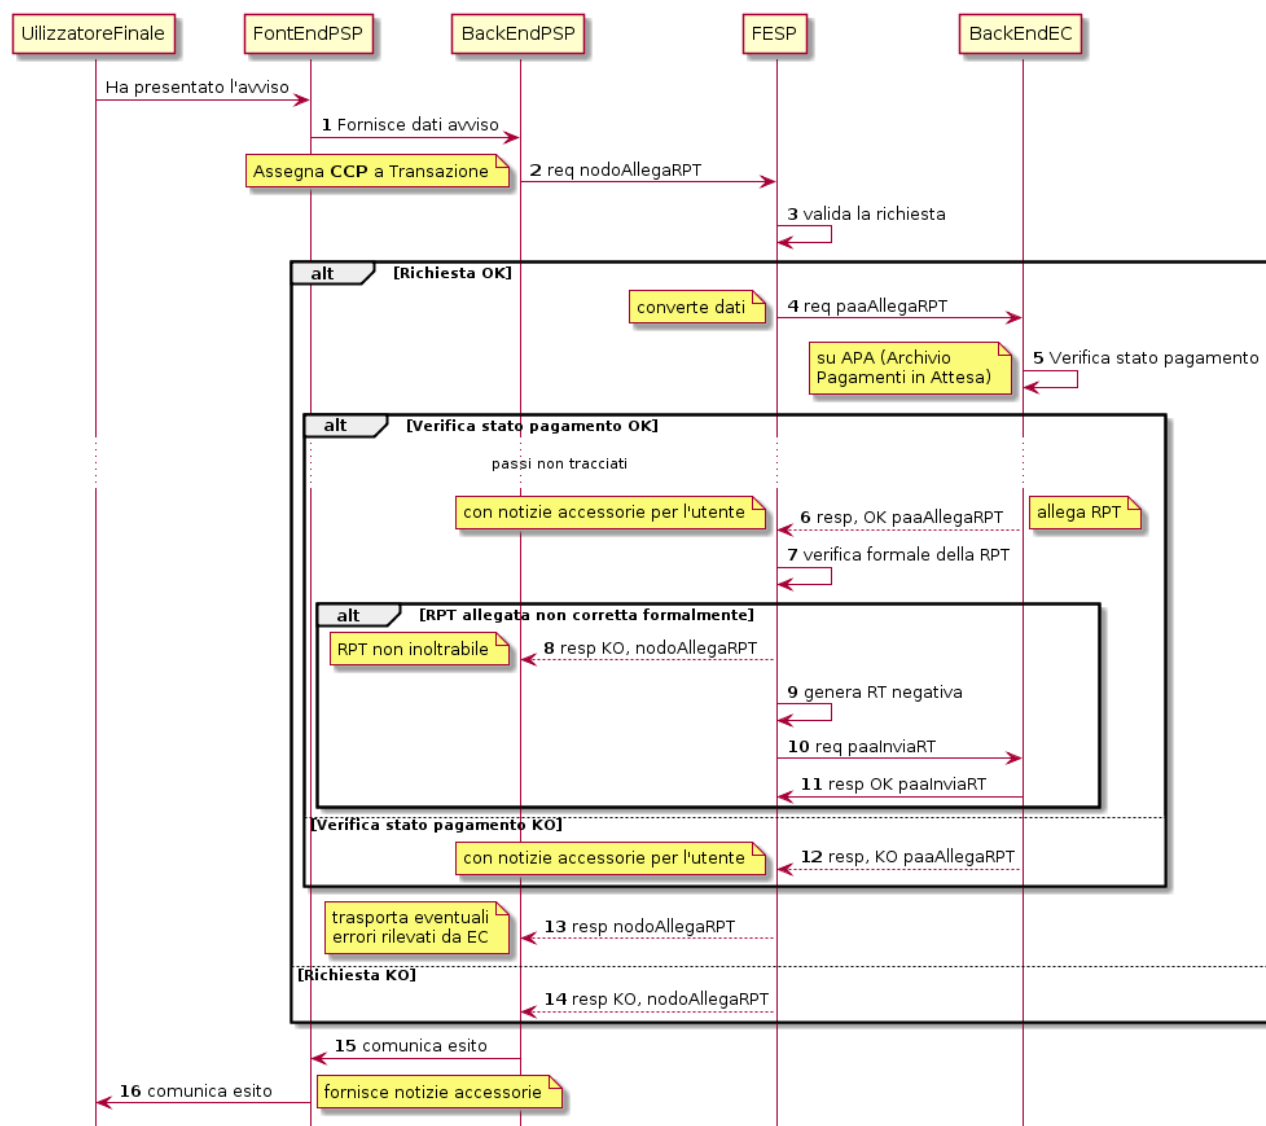 UilizzatoreFinale
FontEndPSP
BackEndPSP
FESP
BackEndEC
Ha presentato l'avviso
1 Fornisce dati avviso
Assegna CCP a Transazione
2 req nodoAllegaRPT
3 valida la richiesta
alt
[Richiesta OK]
converte dati
4 req paaAllegaRPT
su APA (Archivio
Pagamenti in Attesa)
5 Verifica stato pagamento
alt
[Verifica stato pagamento OK]
passi non tracciati
con notizie accessorie per l'utente
6 resp, OK paaAllegaRPT
allega RPT
7 verifica formale della RPT
alt
[RPT allegata non corretta formalmente]
RPT non inoltrabile
8 resp KO, nodoAllegaRPT
9 genera RT negativa
10 req paaInviaRT
11 resp OK paaInviaRT
[Verifica stato pagamento KO]
con notizie accessorie per l'utente
12 resp, KO paaAllegaRPT
trasporta eventuali
errori rilevati da EC
13 resp nodoAllegaRPT
[Richiesta KO]
14 resp KO, nodoAllegaRPT
15 comunica esito
16 comunica esito
fornisce notizie accessorie